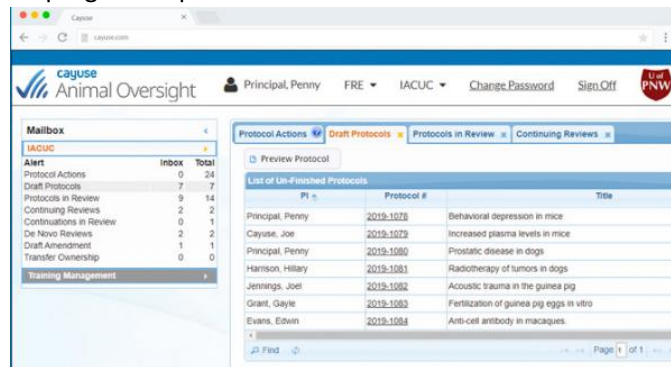 Cayuse
cayuse.com
cayuse
Animal Oversight
Principal, Penny FRE IACUC Change Password Sign Off
U of
PNW
Mailbox
IACUC
Alert Inbox Total
Protocol Actions 0 24
Draft Protocols 7 7
Protocols in Review 9 14
Continuing Reviews 2 2
Continuations in Review 0 1
De Novo Reviews 2 2
Draft Amendment 1 1
Transfer Ownership 0 0
Training Management
Protocol Actions Draft Protocols Protocols in Review Continuing Reviews
Preview Protocol
List of Un-Finished Protocols
PI Protocol # Title
Principal, Penny 2019-1078 Behavioral depression in mice
Cayuse, Joe 2019-1079 Increased plasma levels in mice
Principal, Penny 2019-1080 Prostatic disease in dogs
Harrison, Hillary 2019-1081 Radiotherapy of tumors in dogs
Jennings, Joel 2019-1082 Acoustic trauma in the guinea pig
Grant, Gayle 2019-1083 Fertilization of guinea pig eggs in vitro
Evans, Edwin 2019-1084 Anti-cell antibody in macaques.
Find Page 1 of 1